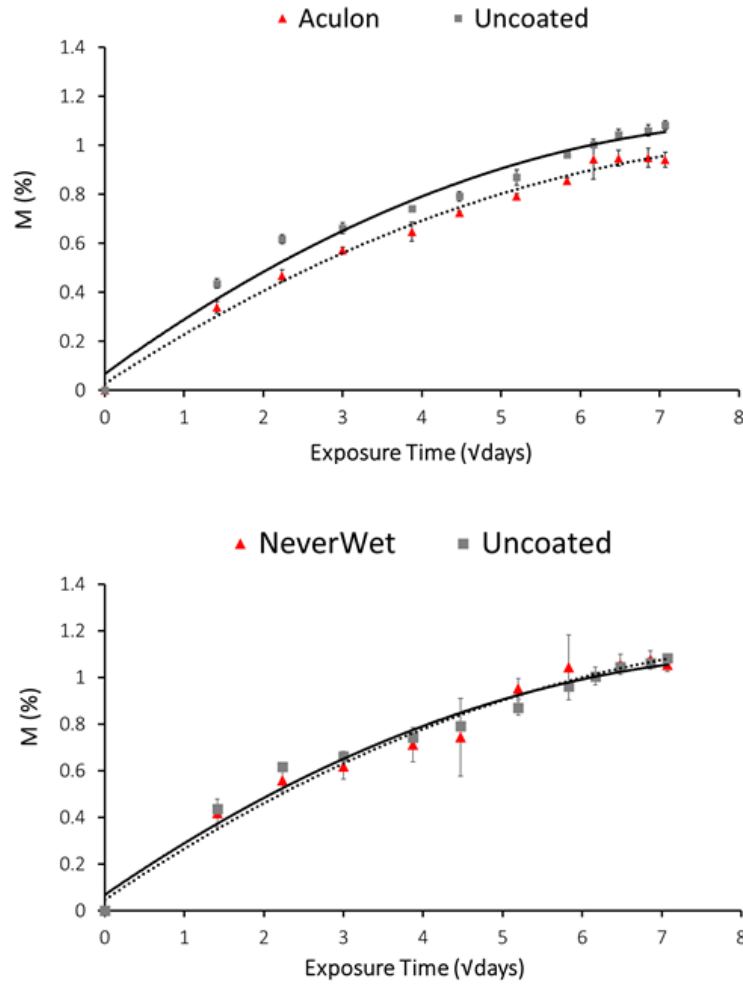 Aculon Uncoated
1.4
1.2
1
0.8
0.6
0.4
0.2
0
M (%)
0 1 2 3 4 5 6 7 8
Exposure Time (√days)
NeverWet Uncoated
1.4
1.2
1
0.8
0.6
0.4
0.2
0
M (%)
0 1 2 3 4 5 6 7 8
Exposure Time (√days)